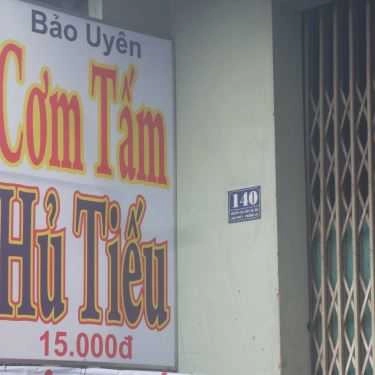 Bảo Uyên
Cơm Tấm
Hủ Tiếu
15.000đ
140